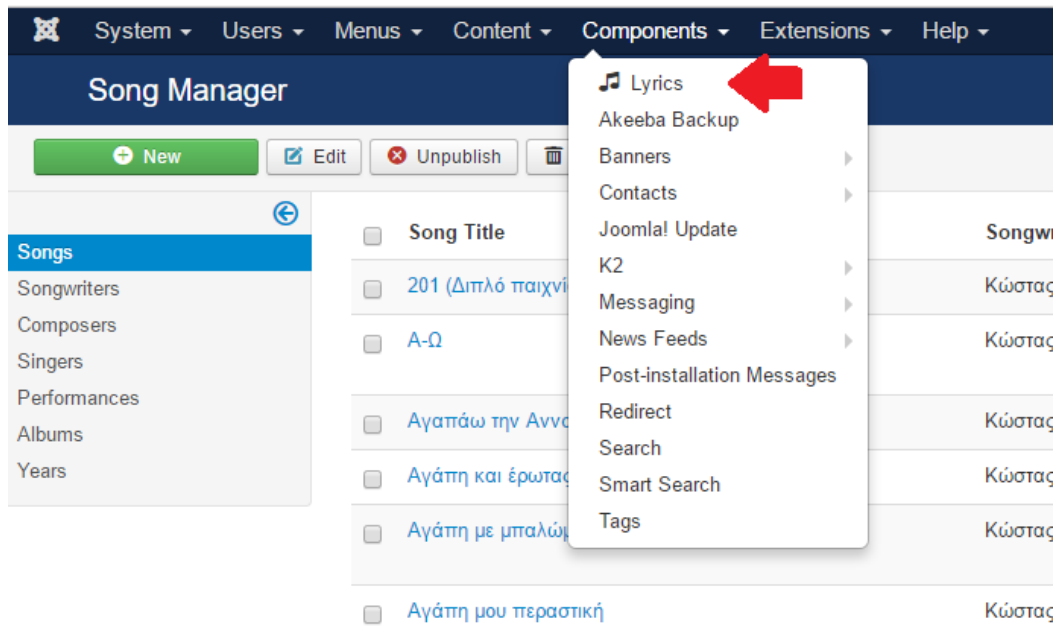 System Users Menus Content Components Extensions Help
Song Manager
New Edit Unpublish
Lyrics
Akeeba Backup
Banners
Contacts
Joomla! Update
K2
Messaging
News Feeds
Post-installation Messages
Redirect
Search
Smart Search
Tags
Songs
Songwriters
Composers
Singers
Performances
Albums
Years
Song Title
201 (Διπλό
Κώστας
Α-Ω
Κώστας
Αγαπάω την
Κώστας
Αγάπη και έρωτας
Κώστας
Αγάπη με
Κώστας
Αγάπη μου περαστική
Κώστας